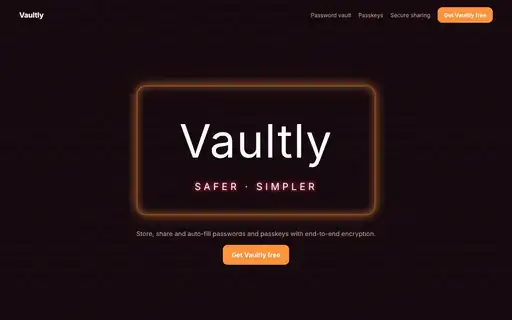 Vaultly
Password vault Passkeys Secure sharing Get Vaultly free
Vaultly
SAFER · SIMPLER
Store, share and auto-fill passwords and passkeys with end-to-end encryption.
Get Vaultly free